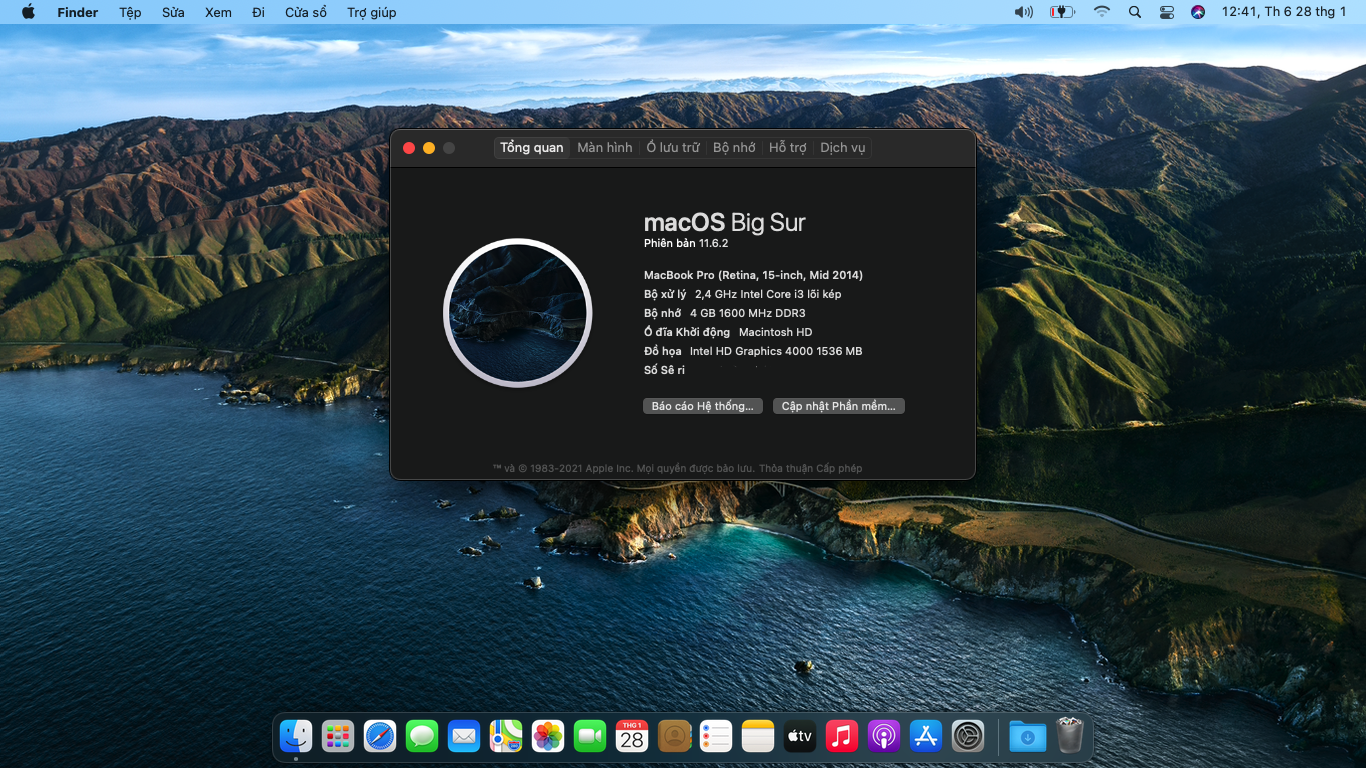 Finder Tệp Sửa Xem Đi Cửa sổ Trợ giúp 12:41, Th 6 28 thg 1
Tổng quan Màn hình Ổ lưu trữ Bộ nhớ Hỗ trợ Dịch vụ
macOS Big Sur
Phiên bản 11.6.2
MacBook Pro (Retina, 15-inch, Mid 2014)
Bộ xử lý 2,4 GHz Intel Core i3 lõi kép
Bộ nhớ 4 GB 1600 MHz DDR3
Ổ đĩa Khởi động Macintosh HD
Đồ họa Intel HD Graphics 4000 1536 MB
Số Sê ri
Báo cáo Hệ thống... Cập nhật Phần mềm...
™ và © 1983-2021 Apple Inc. Mọi quyền được bảo lưu. Thỏa thuận Cấp phép
THG 1
28
tv